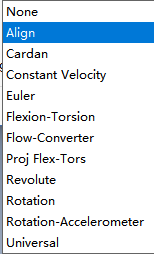 None
Align
Cardan
Constant Velocity
Euler
Flexion-Torsion
Flow-Converter
Proj Flex-Tors
Revolute
Rotation
Rotation-Accelerometer
Universal